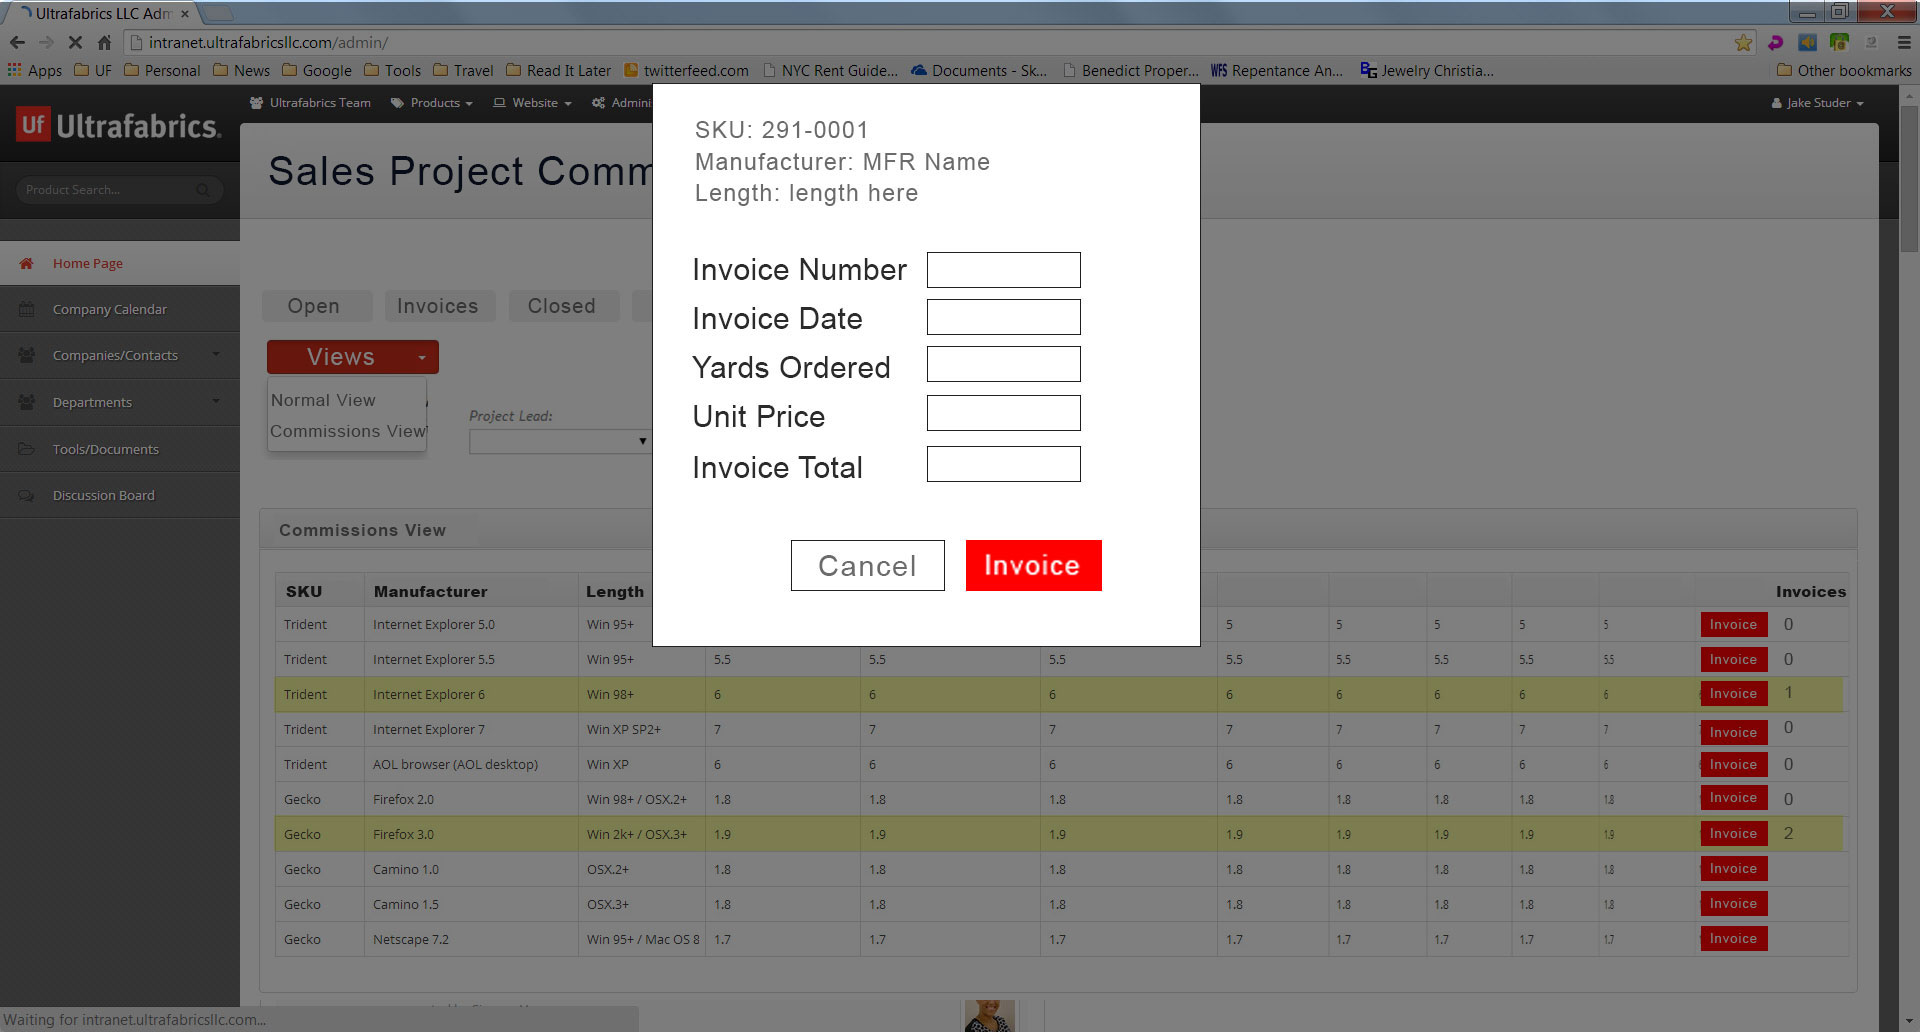 Ultrafabrics LLC Adm
intranet.ultrafabricsllc.com/admin/
Apps UF Personal News Google Tools Travel Read It Later twitterfeed.com NYC Rent Guide... Documents - Sk... Benedict Proper... WFS Repentance An... Jewelry Christia... Other bookmarks
Ultrafabrics Team Products Website Admini Jake Studer
Uf Ultrafabrics.
Product Search...
Home Page
Company Calendar
Companies/Contacts
Departments
Tools/Documents
Discussion Board
Sales Project Comm
Open Invoices Closed
Views
Normal View
Commissions View
Project Lead:
SKU: 291-0001
Manufacturer: MFR Name
Length: length here
Invoice Number
Invoice Date
Yards Ordered
Unit Price
Invoice Total
Cancel Invoice
Commissions View
SKU Manufacturer Length Invoices
Trident Internet Explorer 5.0 Win 95+ 5 5 5 5 5 Invoice 0
Trident Internet Explorer 5.5 Win 95+ 5.5 5.5 5.5 5.5 5.5 5.5 5.5 5.5 Invoice 0
Trident Internet Explorer 6 Win 98+ 6 6 6 6 6 6 6 6 Invoice 1
Trident Internet Explorer 7 Win XP SP2+ 7 7 7 7 7 7 7 7 Invoice 0
Trident AOL browser (AOL desktop) Win XP 6 6 6 6 6 6 6 6 Invoice 0
Gecko Firefox 2.0 Win 98+ / OSX.2+ 1.8 1.8 1.8 1.8 1.8 1.8 1.8 1.8 Invoice 0
Gecko Firefox 3.0 Win 2k+ / OSX.3+ 1.9 1.9 1.9 1.9 1.9 1.9 1.9 1.9 Invoice 2
Gecko Camino 1.0 OSX.2+ 1.8 1.8 1.8 1.8 1.8 1.8 1.8 1.8 Invoice
Gecko Camino 1.5 OSX.3+ 1.8 1.8 1.8 1.8 1.8 1.8 1.8 1.8 Invoice
Gecko Netscape 7.2 Win 95+ / Mac OS 8 1.7 1.7 1.7 1.7 1.7 1.7 1.7 1.7 Invoice
Waiting for intranet.ultrafabricsllc.com...